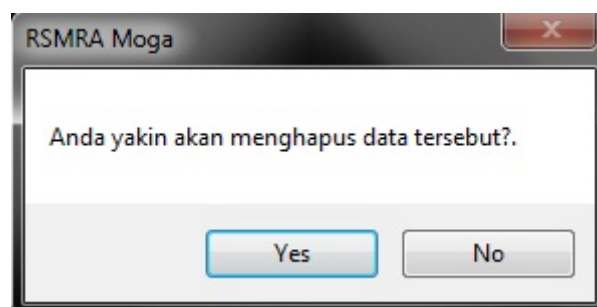 RSMRA Moga
Anda yakin akan menghapus data tersebut?.
Yes
No